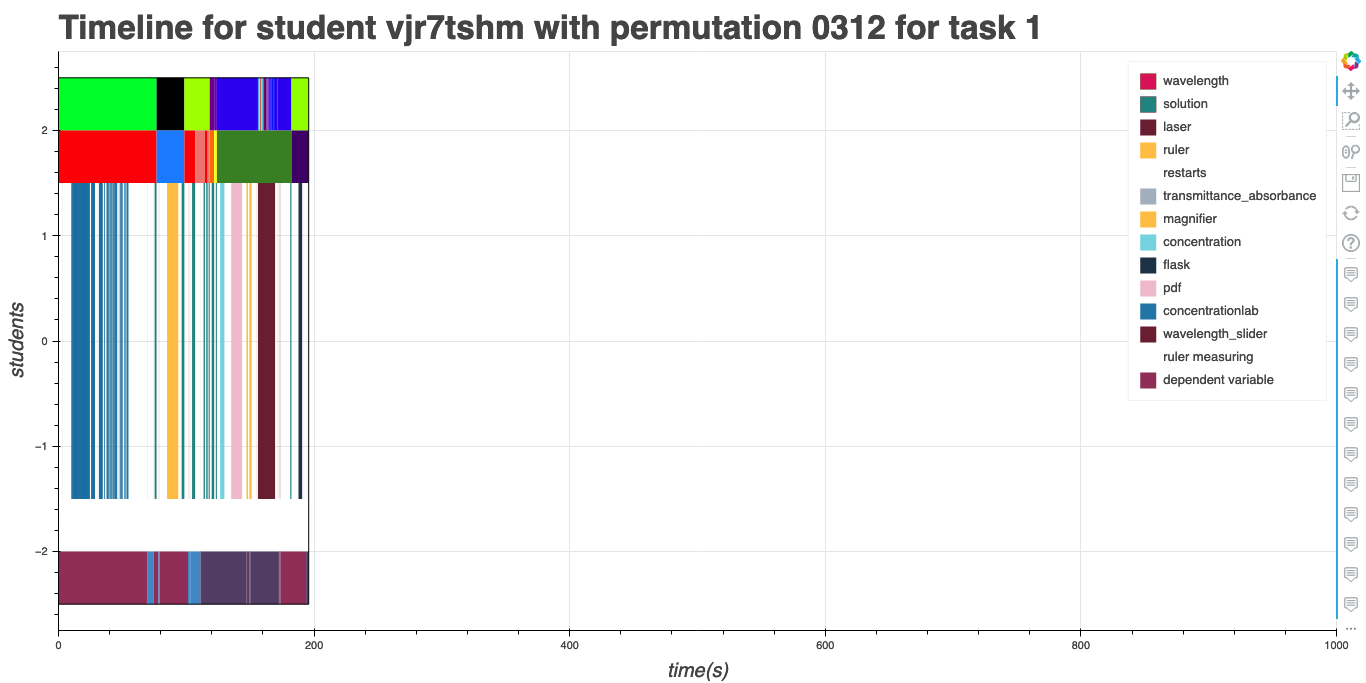 Timeline for student vjr7tshm with permutation 0312 for task 1
wavelength
solution
laser
ruler
restarts
transmittance_absorbance
magnifier
concentration
flask
pdf
concentrationlab
wavelength_slider
ruler measuring
dependent variable
students
2
1
0
−1
−2
0 200 400 600 800 1000
time(s)